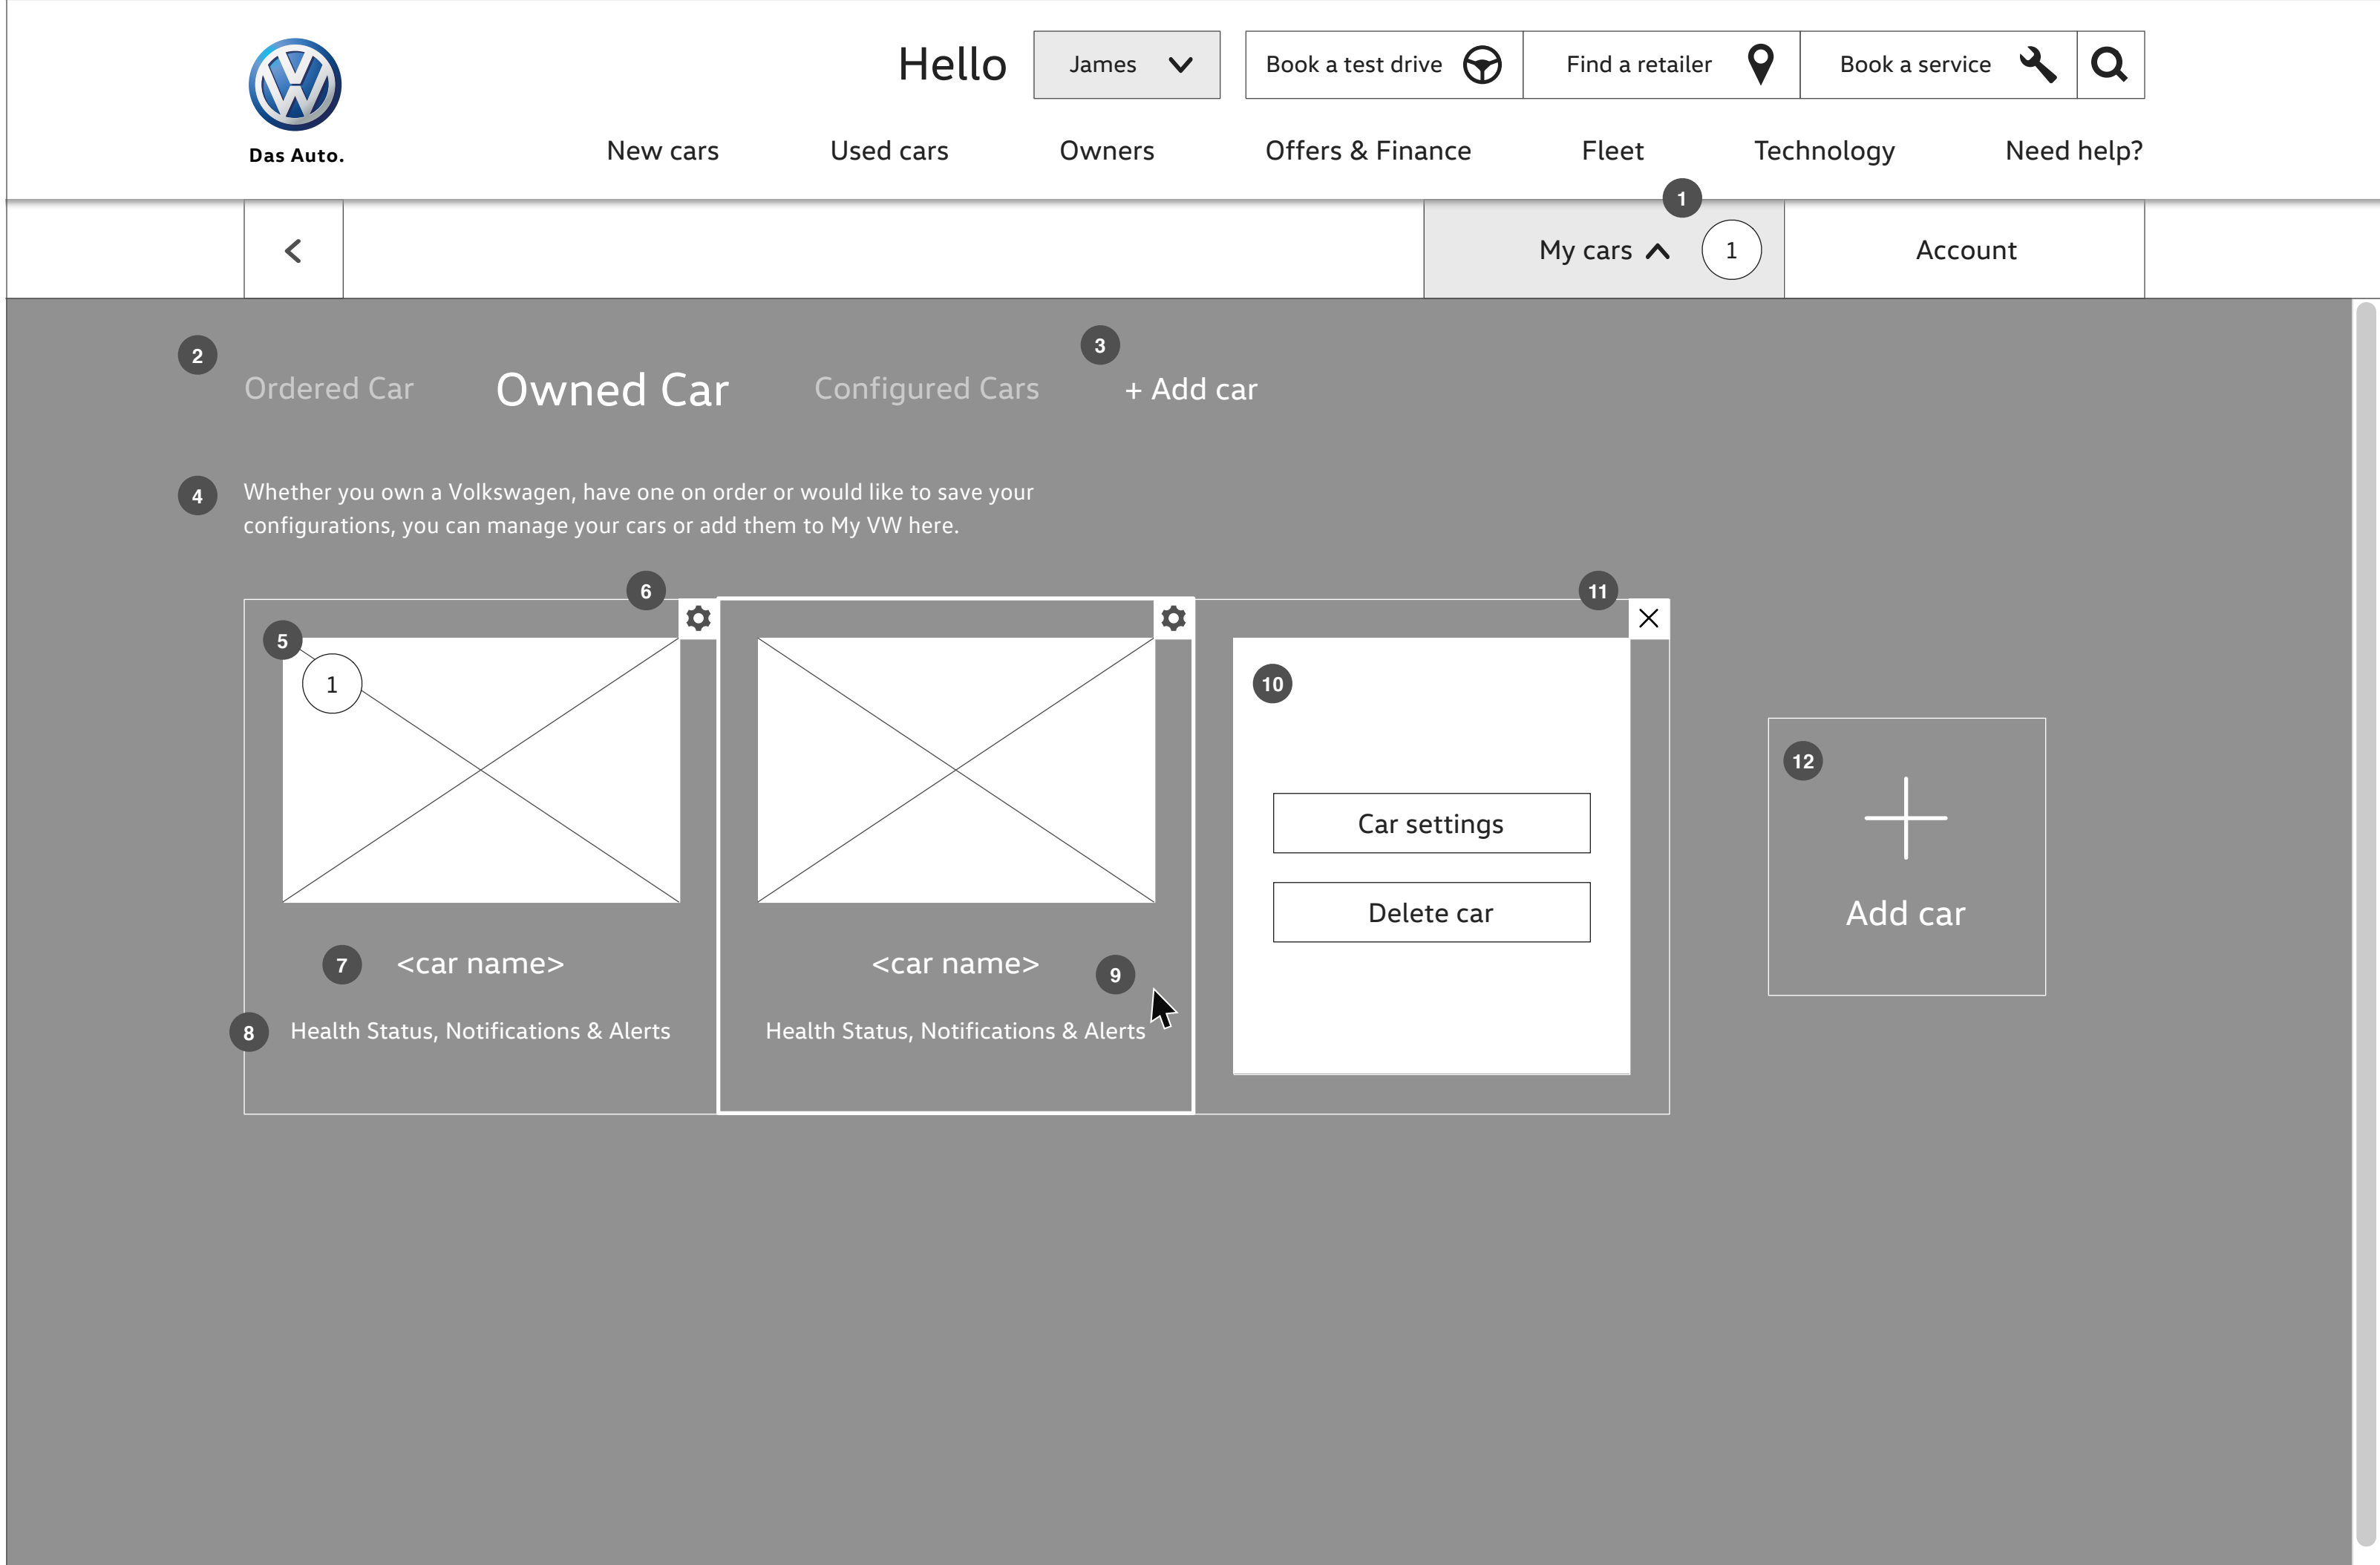 Hello
James
Book a test drive
Find a retailer
Book a service
Das Auto.
New cars
Used cars
Owners
Offers & Finance
Fleet
Technology
Need help?
1
My cars
1
Account
2
Ordered Car
Owned Car
Configured Cars
3
+ Add car
4
Whether you own a Volkswagen, have one on order or would like to save your
configurations, you can manage your cars or add them to My VW here.
5
1
6
7
<car name>
8
Health Status, Notifications & Alerts
<car name>
9
Health Status, Notifications & Alerts
11
10
Car settings
Delete car
12
Add car